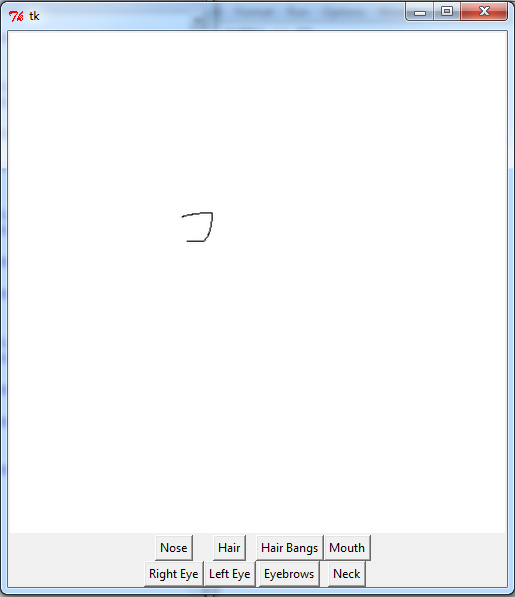 tk
Nose Hair Hair Bangs Mouth
Right Eye Left Eye Eyebrows Neck